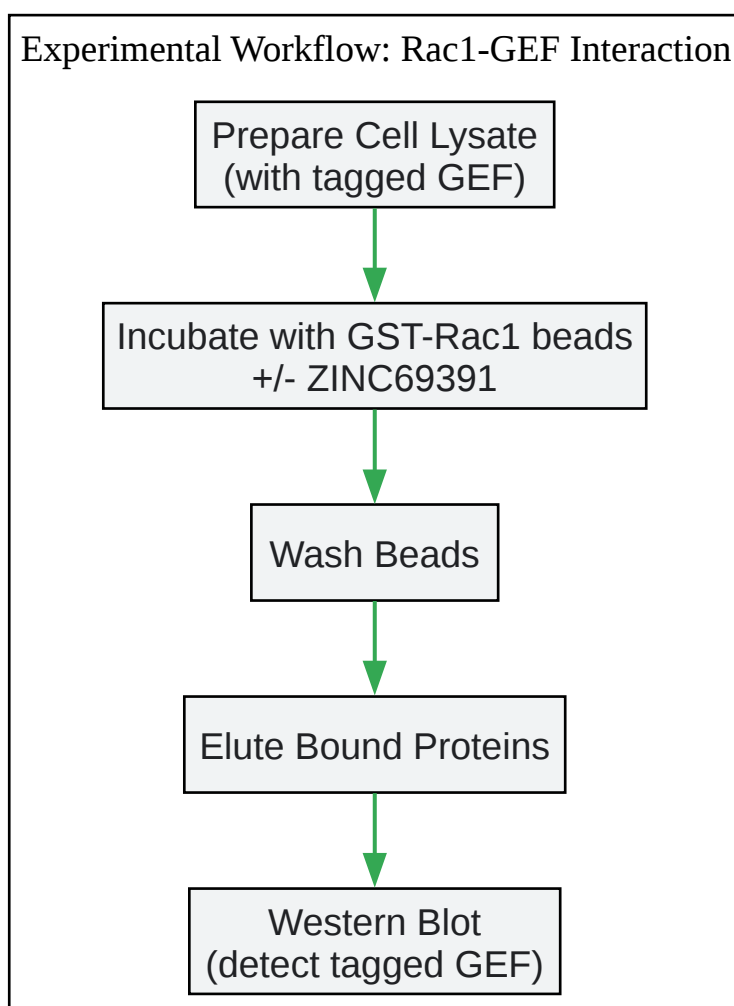 Experimental Workflow: Rac1-GEF Interaction
Prepare Cell Lysate
(with tagged GEF)
Incubate with GST-Rac1 beads
+/- ZINC69391
Wash Beads
Elute Bound Proteins
Western Blot
(detect tagged GEF)